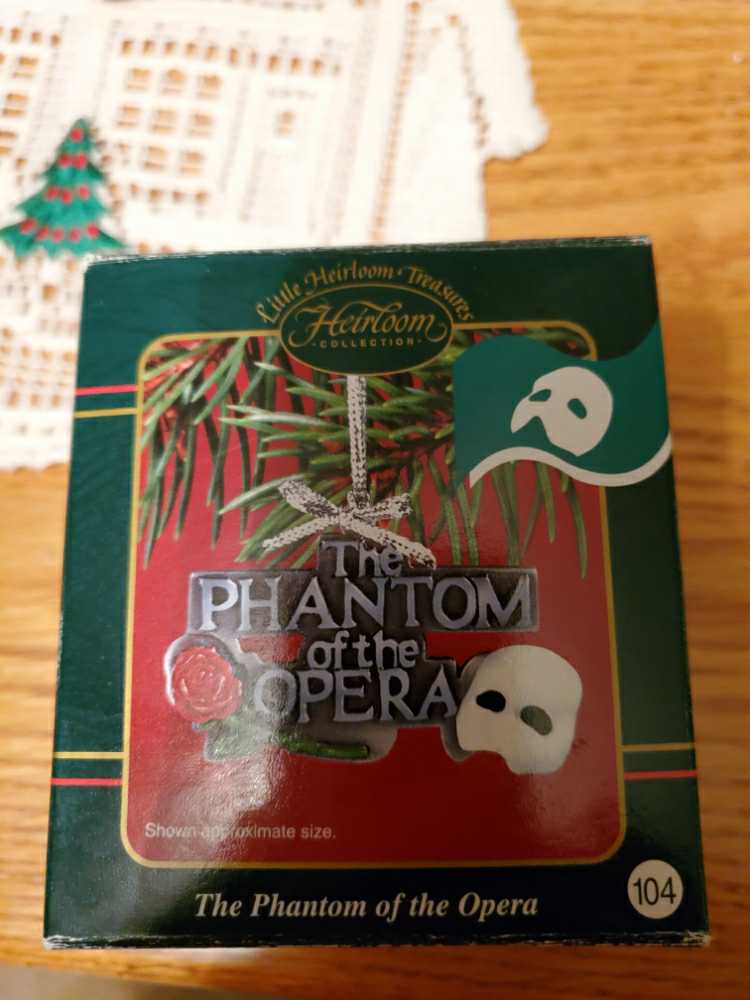 Little Heirloom Treasures
Heirloom
·COLLECTION·
The
PHANTOM
of the
OPERA
Shown approximate size.
The Phantom of the Opera
104